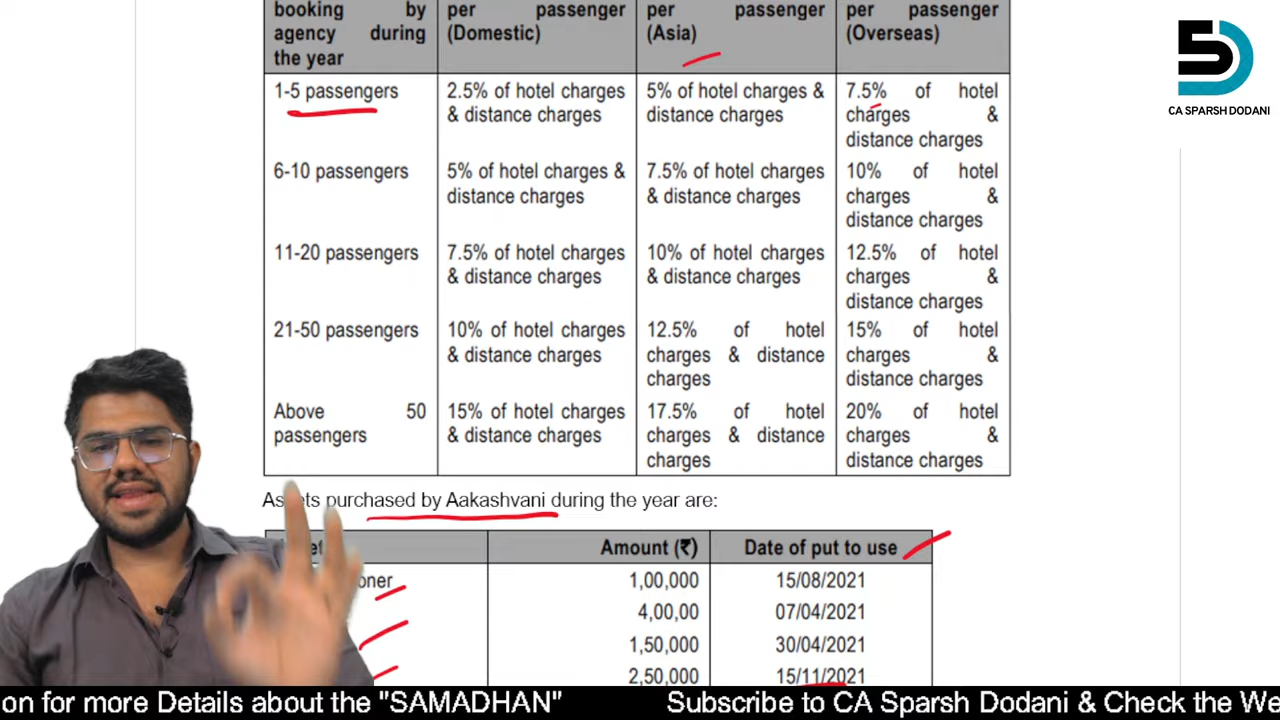 booking by per passenger per passenger per passenger
agency during (Domestic) (Asia) (Overseas)
the year
1-5 passengers 2.5% of hotel charges 5% of hotel charges & 7.5% of hotel
& distance charges distance charges charges &
distance charges
6-10 passengers 5% of hotel charges & 7.5% of hotel charges 10% of hotel
distance charges & distance charges charges &
distance charges
11-20 passengers 7.5% of hotel charges 10% of hotel charges 12.5% of hotel
& distance charges & distance charges charges &
distance charges
21-50 passengers 10% of hotel charges 12.5% of hotel 15% of hotel
& distance charges charges & distance charges &
charges distance charges
Above 50 15% of hotel charges 17.5% of hotel 20% of hotel
passengers & distance charges charges & distance charges &
charges distance charges
Assets purchased by Aakashvani during the year are:
Amount (₹) Date of put to use
1,00,000 15/08/2021
4,00,00 07/04/2021
1,50,000 30/04/2021
2,50,000 15/11/2021
CA SPARSH DODANI
on for more Details about the "SAMADHAN" Subscribe to CA Sparsh Dodani & Check the We